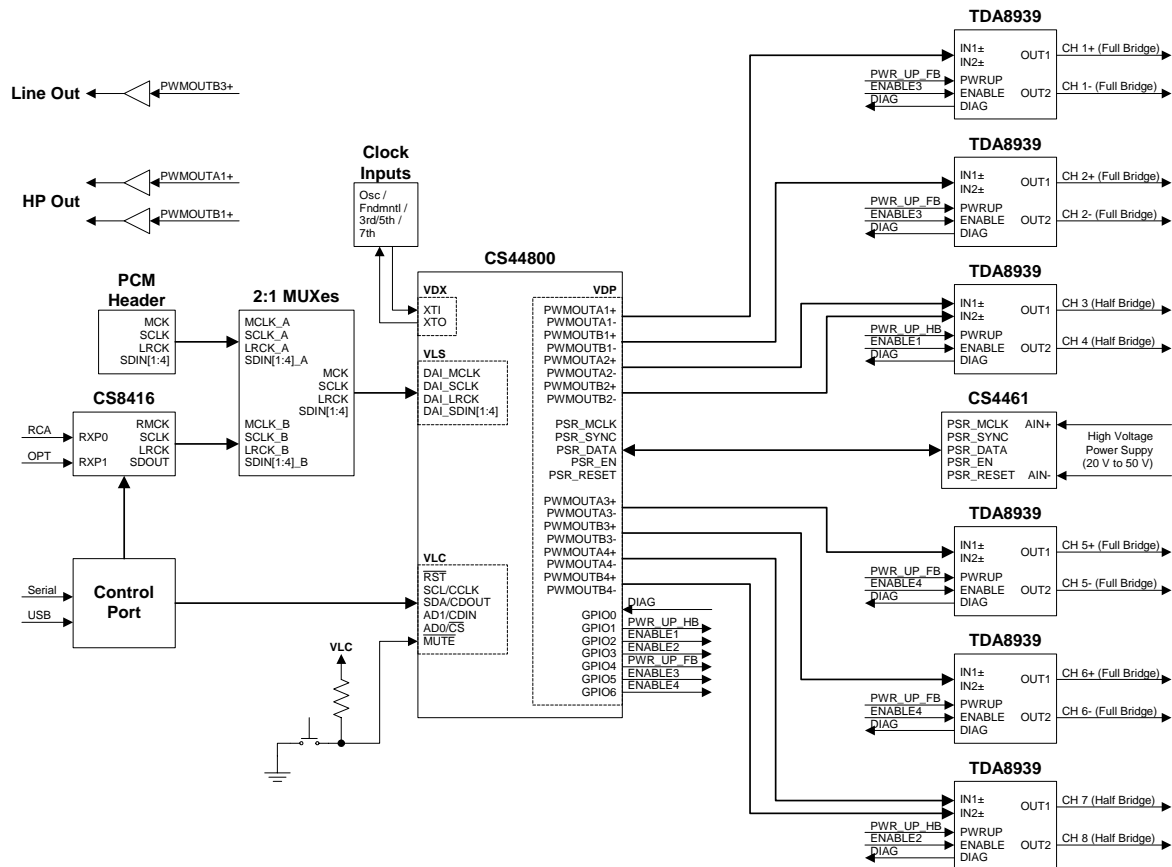 Line Out
PWMOUTB3+
HP Out
PWMOUTA1+
PWMOUTB1+
Clock
Inputs
Osc /
Fndmntl /
3rd/5th /
7th
PCM
Header
MCK
SCLK
LRCK
SDIN[1:4]
2:1 MUXes
MCLK_A
SCLK_A
LRCK_A
SDIN[1:4]_A
MCK
SCLK
LRCK
SDIN[1:4]
MCLK_B
SCLK_B
LRCK_B
SDIN[1:4]_B
CS8416
RCA
OPT
RXP0
RXP1
RMCK
SCLK
LRCK
SDOUT
Serial
USB
Control
Port
VLC
CS44800
VDX
XTI
XTO
VLS
DAI_MCLK
DAI_SCLK
DAI_LRCK
DAI_SDIN[1:4]
VLC
RST
SCL/CCLK
SDA/CDOUT
AD1/CDIN
AD0/CS
MUTE
VDP
PWMOUTA1+
PWMOUTA1-
PWMOUTB1+
PWMOUTB1-
PWMOUTA2+
PWMOUTA2-
PWMOUTB2+
PWMOUTB2-
PSR_MCLK
PSR_SYNC
PSR_DATA
PSR_EN
PSR_RESET
PWMOUTA3+
PWMOUTA3-
PWMOUTB3+
PWMOUTB3-
PWMOUTA4+
PWMOUTA4-
PWMOUTB4+
PWMOUTB4-
GPIO0
GPIO1
GPIO2
GPIO3
GPIO4
GPIO5
GPIO6
DIAG
PWR_UP_HB
ENABLE1
ENABLE2
PWR_UP_FB
ENABLE3
ENABLE4
TDA8939
IN1±
IN2±
PWRUP
ENABLE
DIAG
OUT1
OUT2
PWR_UP_FB
ENABLE3
DIAG
CH 1+ (Full Bridge)
CH 1- (Full Bridge)
TDA8939
IN1±
IN2±
PWRUP
ENABLE
DIAG
OUT1
OUT2
PWR_UP_FB
ENABLE3
DIAG
CH 2+ (Full Bridge)
CH 2- (Full Bridge)
TDA8939
IN1±
IN2±
PWRUP
ENABLE
DIAG
OUT1
OUT2
PWR_UP_HB
ENABLE1
DIAG
CH 3 (Half Bridge)
CH 4 (Half Bridge)
CS4461
PSR_MCLK
PSR_SYNC
PSR_DATA
PSR_EN
PSR_RESET
AIN+
AIN-
High Voltage
Power Suppy
(20 V to 50 V)
TDA8939
IN1±
IN2±
PWRUP
ENABLE
DIAG
OUT1
OUT2
PWR_UP_FB
ENABLE4
DIAG
CH 5+ (Full Bridge)
CH 5- (Full Bridge)
TDA8939
IN1±
IN2±
PWRUP
ENABLE
DIAG
OUT1
OUT2
PWR_UP_FB
ENABLE4
DIAG
CH 6+ (Full Bridge)
CH 6- (Full Bridge)
TDA8939
IN1±
IN2±
PWRUP
ENABLE
DIAG
OUT1
OUT2
PWR_UP_HB
ENABLE2
DIAG
CH 7 (Half Bridge)
CH 8 (Half Bridge)